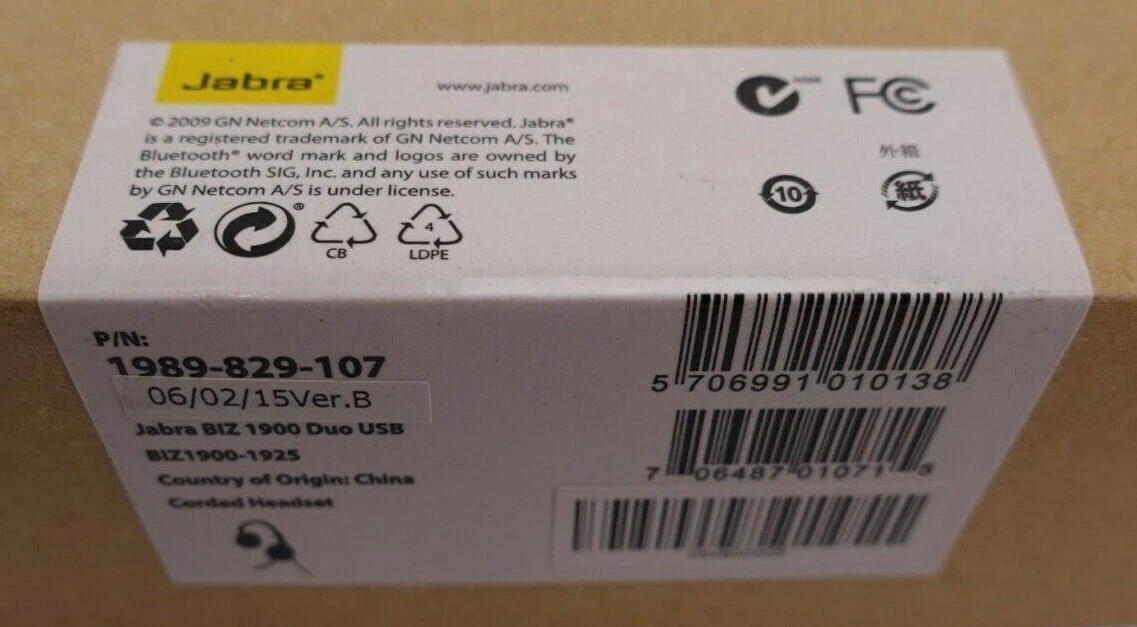 Jabra®
www.jabra.com
© 2009 GN Netcom A/S. All rights reserved. Jabra®
is a registered trademark of GN Netcom A/S. The
Bluetooth® word mark and logos are owned by
the Bluetooth SIG, Inc. and any use of such marks
by GN Netcom A/S is under license.
CB
4
LDPE
FC
外箱
10
紙
P/N:
1989-829-107
06/02/15Ver.B
Jabra BIZ 1900 Duo USB
BIZ1900-1925
Country of Origin: China
Corded Headset
5 706991 010138
7 06487 01071 5